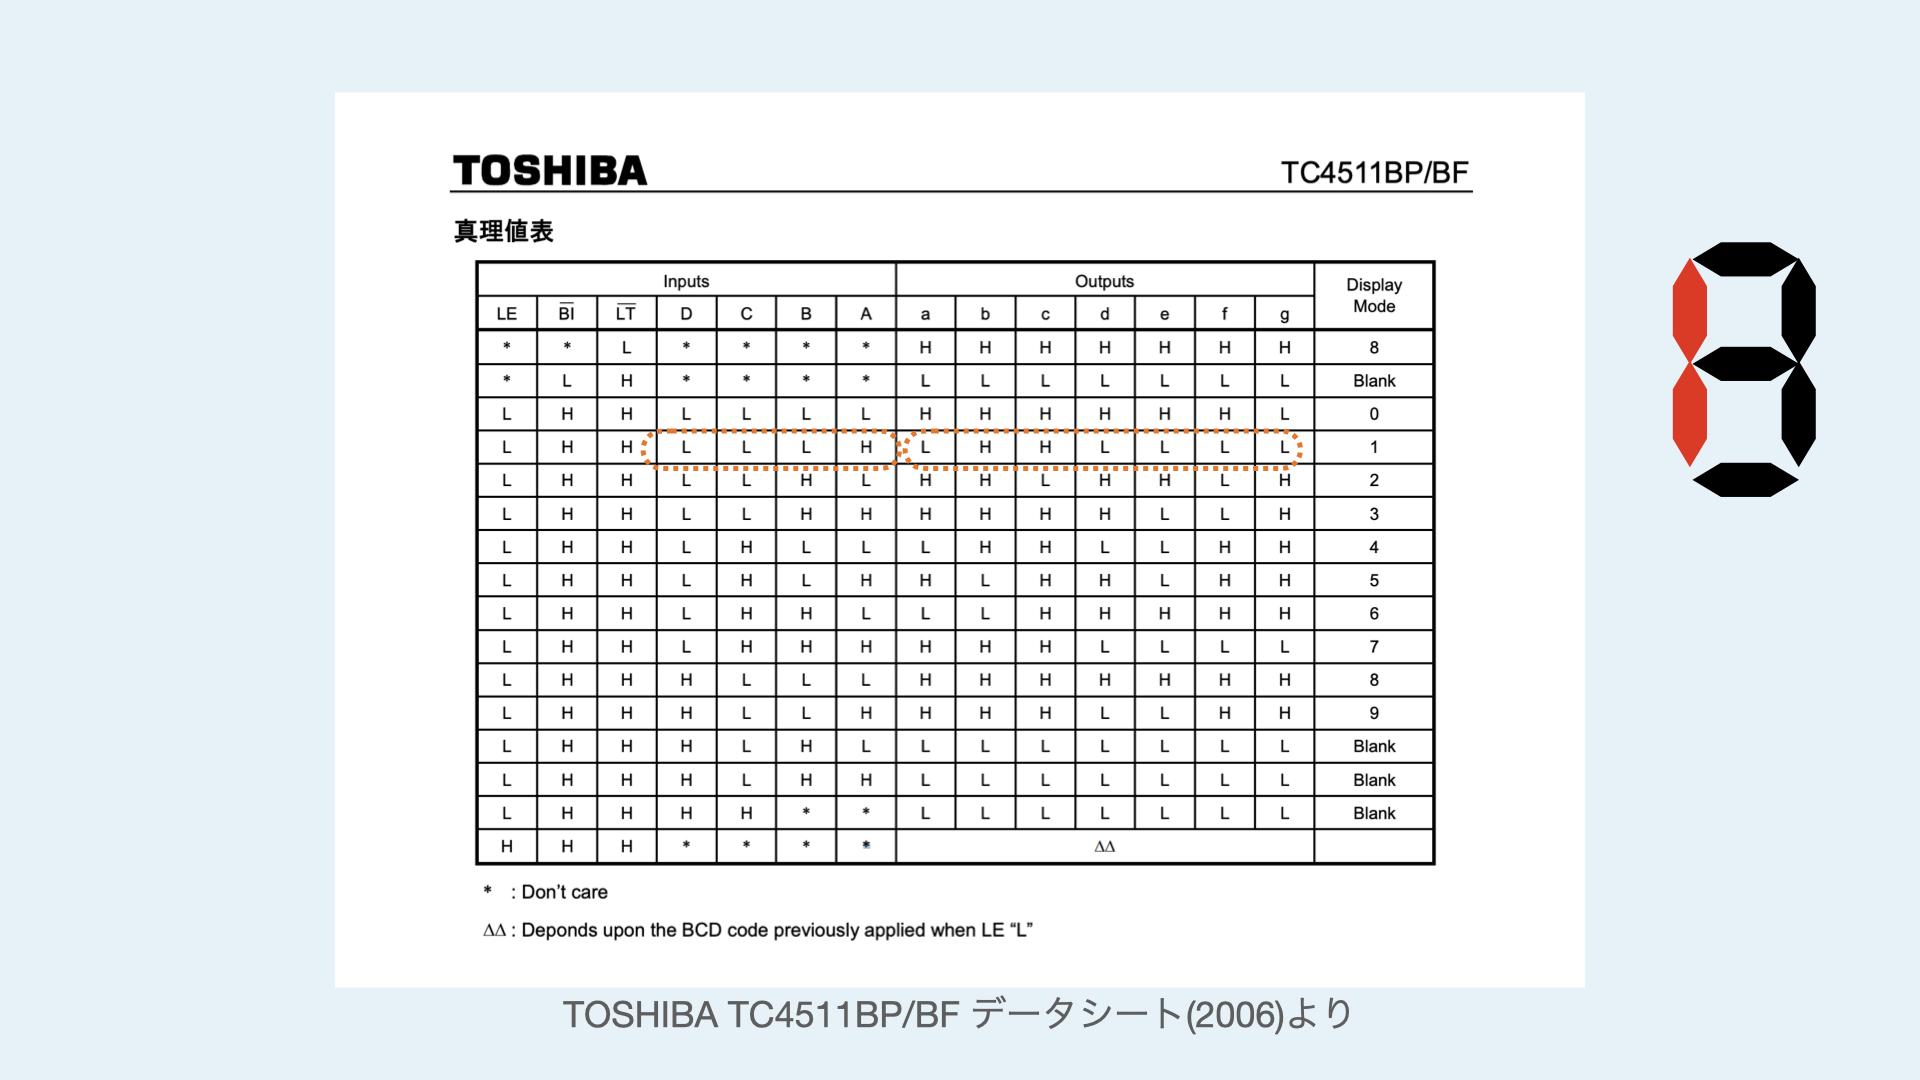 TOSHIBA TC4511BP/BF
真理値表
Inputs Outputs Display Mode
LE BI LT D C B A a b c d e f g
* * L * * * * H H H H H H H 8
* L H * * * * L L L L L L L Blank
L H H L L L L H H H H H H L 0
L H H L L L H L H H L L L L 1
L H H L L H L H H L H H L H 2
L H H L L H H H H H H L L H 3
L H H L H L L L H H L L H H 4
L H H L H L H H L H H L H H 5
L H H L H H L L L H H H H H 6
L H H L H H H H H H L L L L 7
L H H H L L L H H H H H H H 8
L H H H L L H H H H L L H H 9
L H H H L H L L L L L L L L Blank
L H H H L H H L L L L L L L Blank
L H H H H * * L L L L L L L Blank
H H H * * * * ΔΔ
* : Don’t care
ΔΔ : Deponds upon the BCD code previously applied when LE “L”
TOSHIBA TC4511BP/BF データシート(2006)より